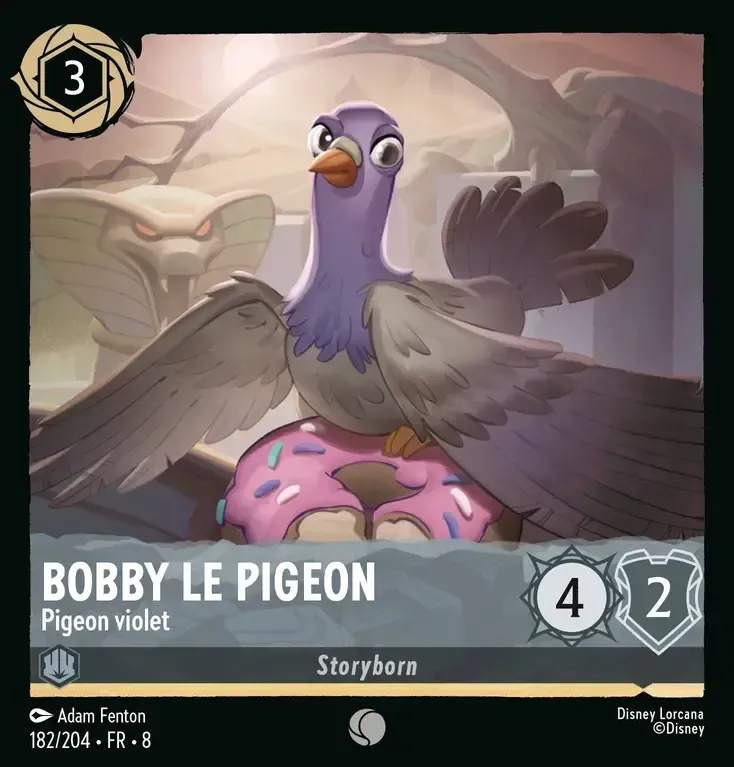 3
BOBBY LE PIGEON
Pigeon violet
4
2
Storyborn
Adam Fenton
182/204 • FR • 8
Disney Lorcana
©Disney